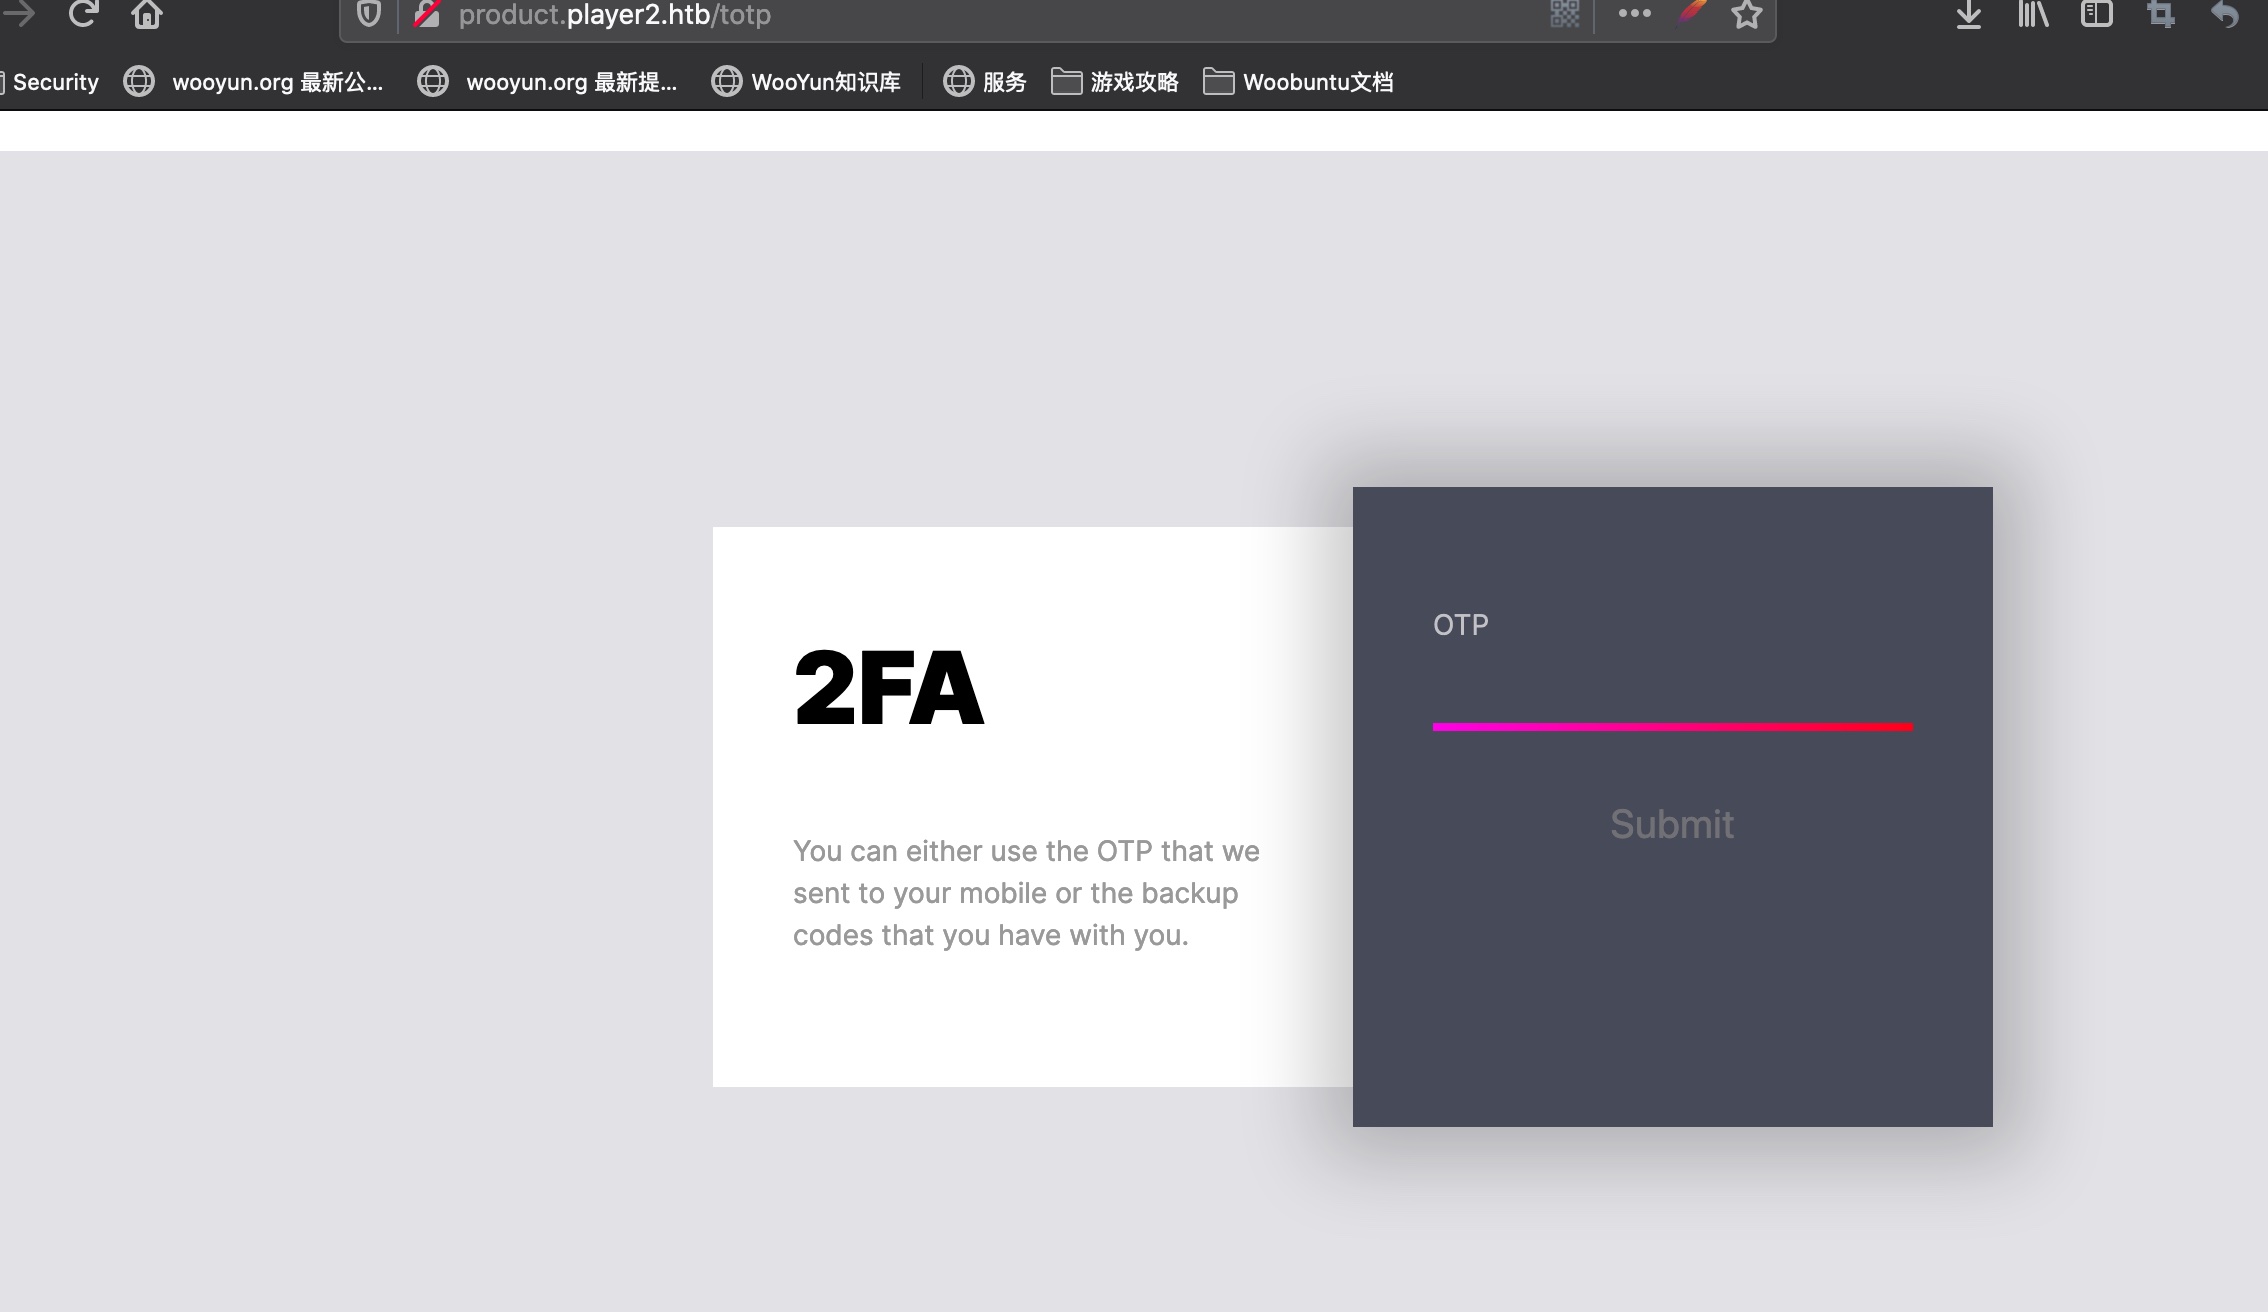 product.player2.htb/totp
Security wooyun.org 最新公... wooyun.org 最新提... WooYun知识库 服务 游戏攻略 Woobuntu文档
2FA
You can either use the OTP that we
sent to your mobile or the backup
codes that you have with you.
OTP
Submit